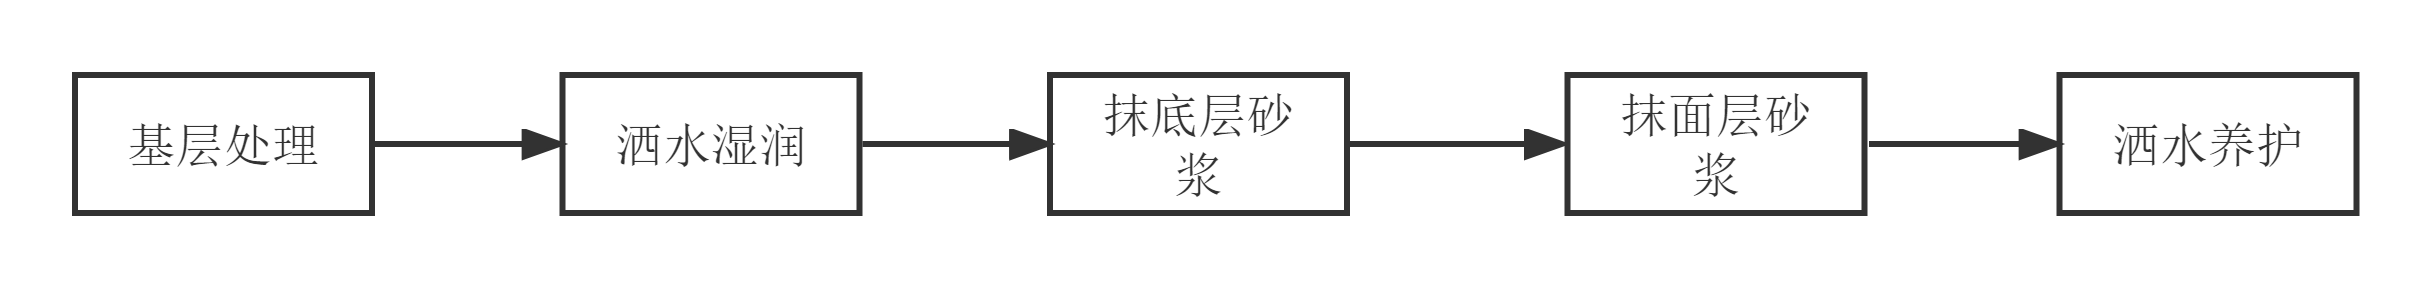 基层处理
洒水湿润
抹底层砂
浆
抹面层砂
浆
洒水养护